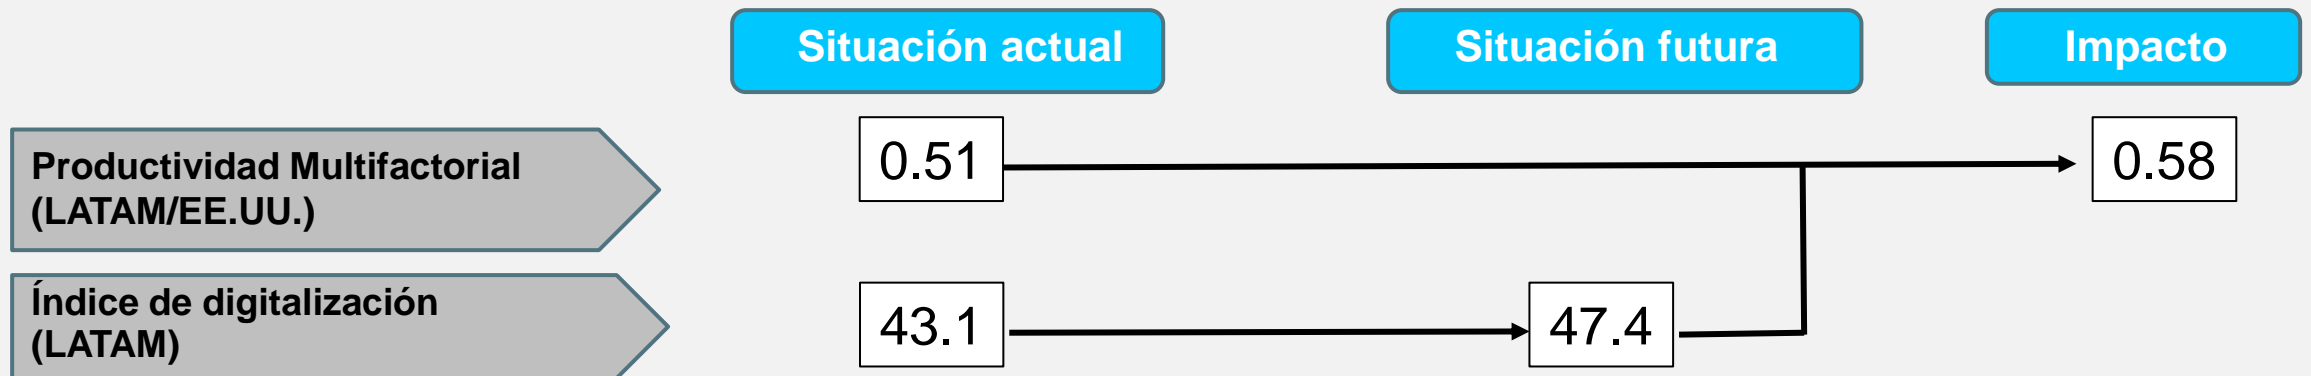 Situación actual
Situación futura
Impacto
Productividad Multifactorial
(LATAM/EE.UU.)
0.51
0.58
Índice de digitalización
(LATAM)
43.1
47.4